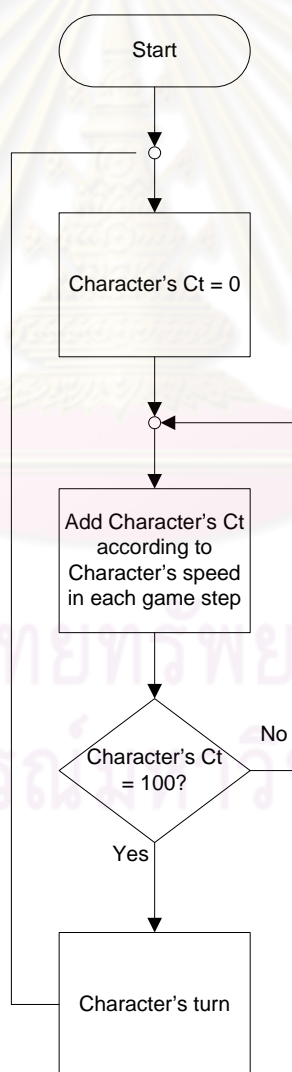 Start
Character's Ct = 0
Add Character's Ct
according to
Character's speed
in each game step
Character's Ct
= 100?
No
Yes
Character's turn